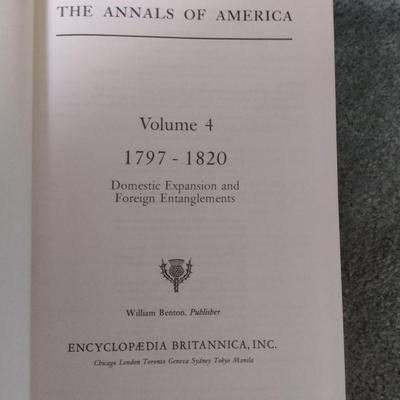 THE ANNALS OF AMERICA
Volume 4
1797 - 1820
Domestic Expansion and
Foreign Entanglements
William Benton, Publisher
ENCYCLOPÆDIA BRITANNICA, INC.
Chicago London Toronto Geneva Sydney Tokyo Manila